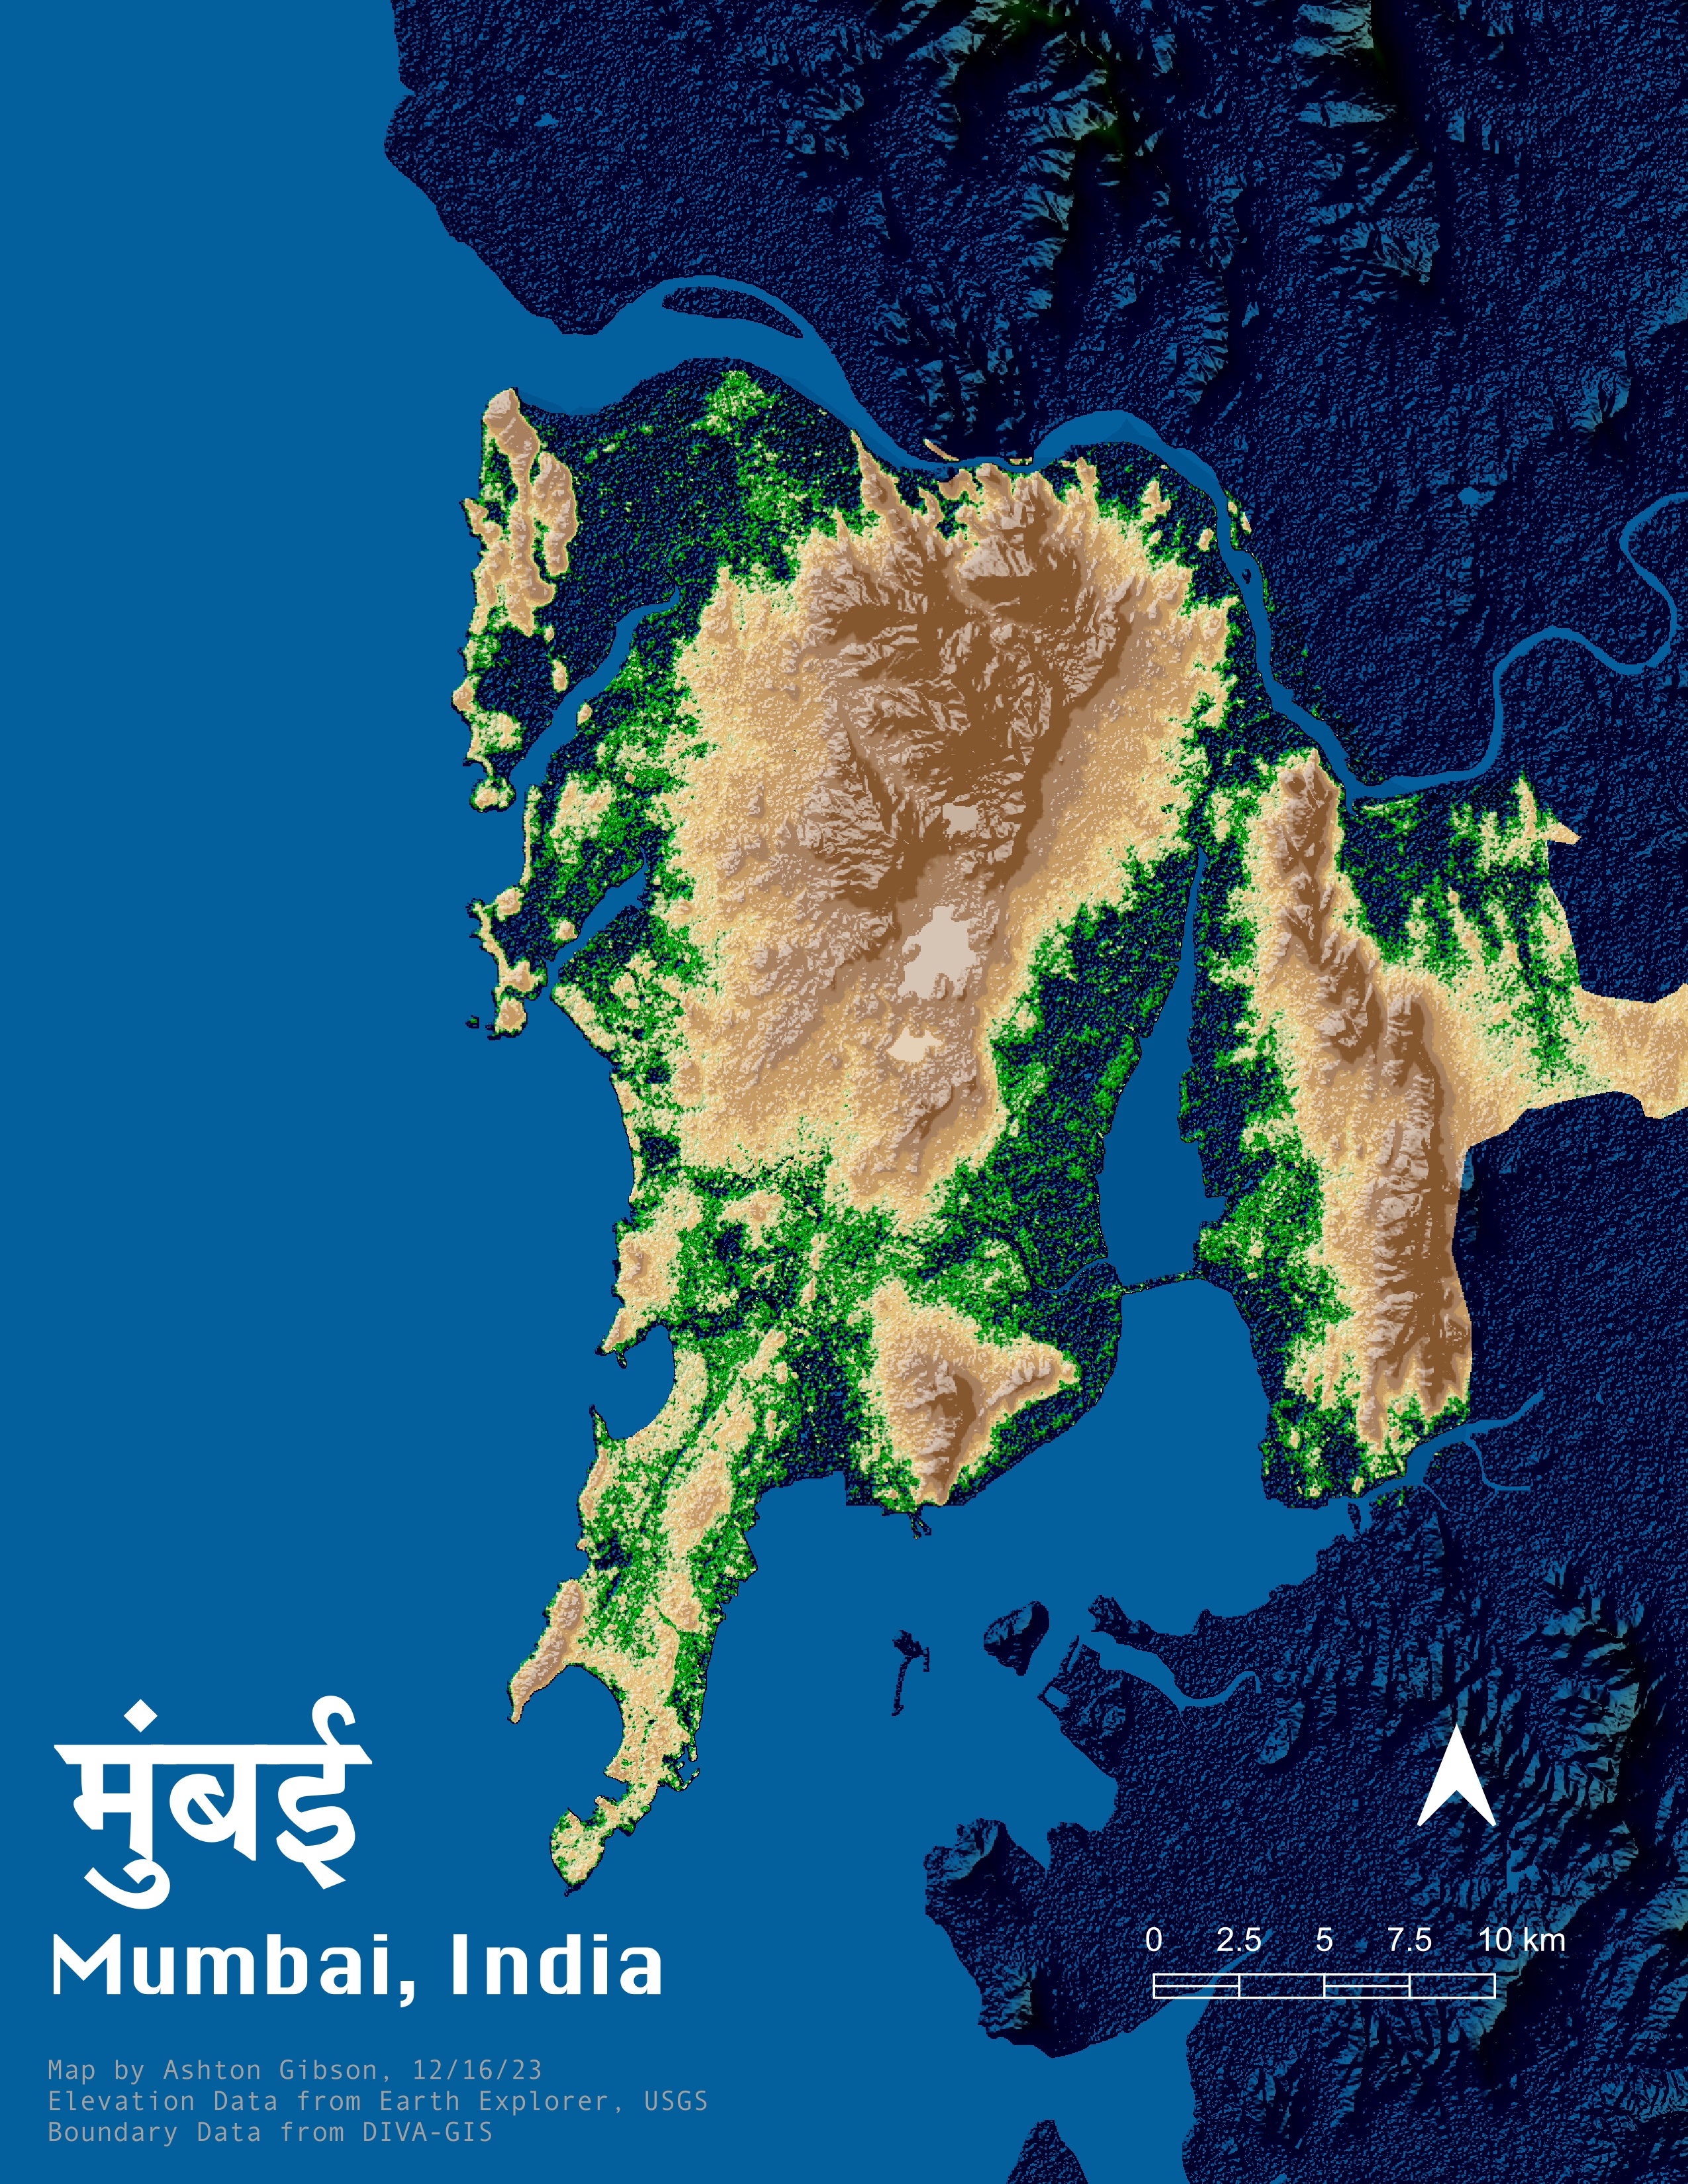 मुंबई
Mumbai, India
0 2.5 5 7.5 10 km
Map by Ashton Gibson, 12/16/23
Elevation Data from Earth Explorer, USGS
Boundary Data from DIVA-GIS